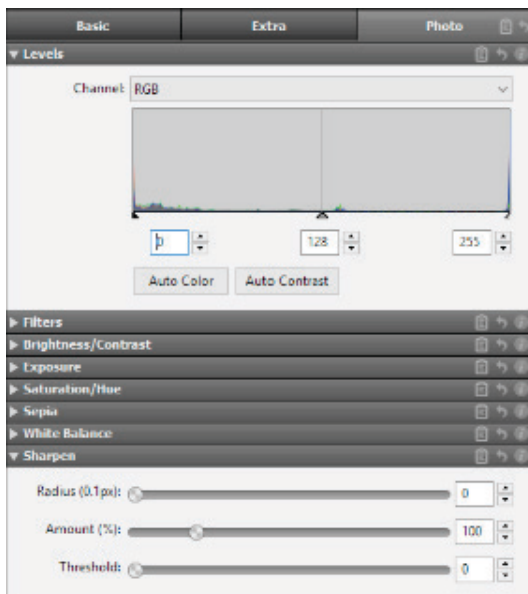 Basic Extra Photo
Levels
Channel: RGB
0 128 255
Auto Color Auto Contrast
Filters
Brightness/Contrast
Exposure
Saturation/Hue
Sepia
White Balance
Sharpen
Radius (0.1px): 0
Amount (%): 100
Threshold: 0